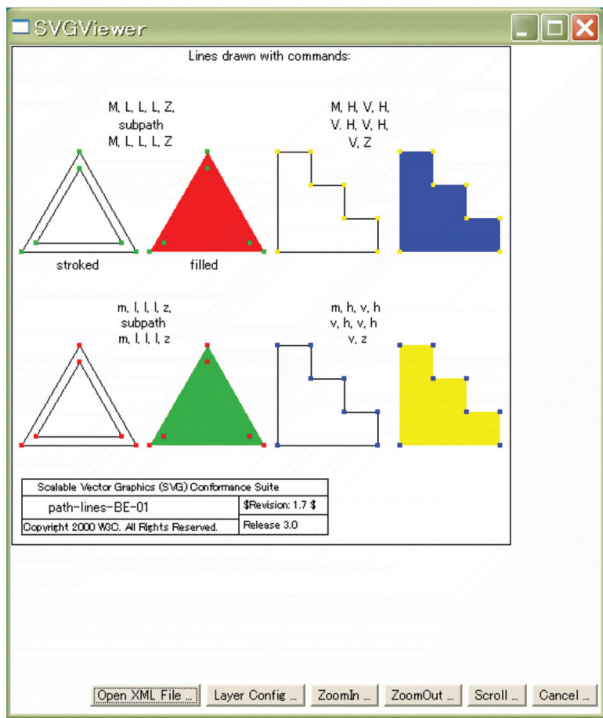 SVGViewer
Lines drawn with commands:
M, L, L, L, Z,
subpath
M, L, L, L, Z
M, H, V, H,
V, H, V, H,
V, Z
stroked
filled
m, l, l, l, z,
subpath
m, l, l, l, z
m, h, v, h
v, h, v, h
v, z
Scalable Vector Graphics (SVG) Conformance Suite
path-lines-BE-01
$Revision: 1.7 $
Copyright 2000 W3C. All Rights Reserved.
Release 3.0
Open XML File ...
Layer Config ...
ZoomIn ...
ZoomOut ...
Scroll ...
Cancel ...